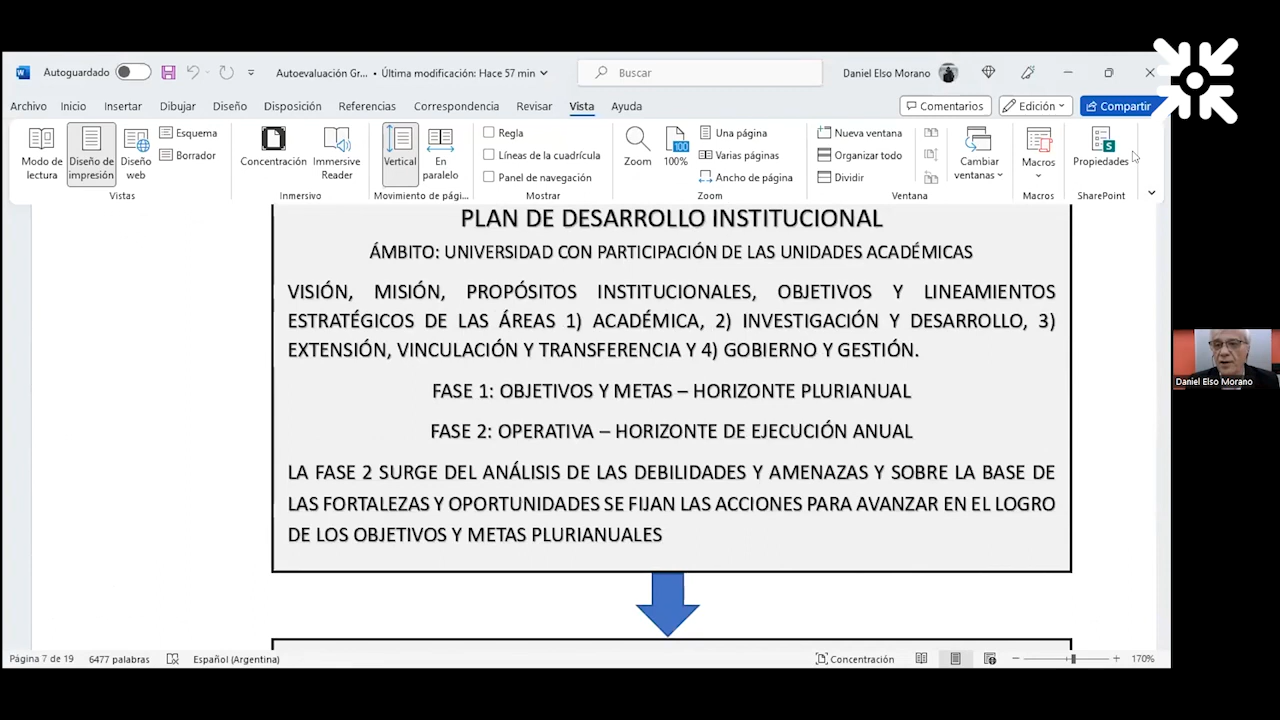 Autoguardado
Autoevaluación Gr... • Última modificación: Hace 57 min
Buscar
Daniel Elso Morano
Archivo Inicio Insertar Dibujar Diseño Disposición Referencias Correspondencia Revisar Vista Ayuda
Comentarios Edición Compartir
Modo de lectura
Diseño de impresión
Diseño web
Esquema
Borrador
Vistas
Concentración
Immersive Reader
Inmersivo
Vertical
En paralelo
Movimiento de pági...
Regla
Líneas de la cuadrícula
Panel de navegación
Mostrar
Zoom
100
100%
Una página
Varias páginas
Ancho de página
Zoom
Nueva ventana
Organizar todo
Dividir
Cambiar ventanas
Ventana
Macros
Macros
S
Propiedades
SharePoint
PLAN DE DESARROLLO INSTITUCIONAL
ÁMBITO: UNIVERSIDAD CON PARTICIPACIÓN DE LAS UNIDADES ACADÉMICAS
VISIÓN, MISIÓN, PROPÓSITOS INSTITUCIONALES, OBJETIVOS Y LINEAMIENTOS
ESTRATÉGICOS DE LAS ÁREAS 1) ACADÉMICA, 2) INVESTIGACIÓN Y DESARROLLO, 3)
EXTENSIÓN, VINCULACIÓN Y TRANSFERENCIA Y 4) GOBIERNO Y GESTIÓN.
FASE 1: OBJETIVOS Y METAS – HORIZONTE PLURIANUAL
FASE 2: OPERATIVA – HORIZONTE DE EJECUCIÓN ANUAL
LA FASE 2 SURGE DEL ANÁLISIS DE LAS DEBILIDADES Y AMENAZAS Y SOBRE LA BASE DE
LAS FORTALEZAS Y OPORTUNIDADES SE FIJAN LAS ACCIONES PARA AVANZAR EN EL LOGRO
DE LOS OBJETIVOS Y METAS PLURIANUALES
Daniel Elso Morano
Página 7 de 19 6477 palabras Español (Argentina)
Concentración
170%